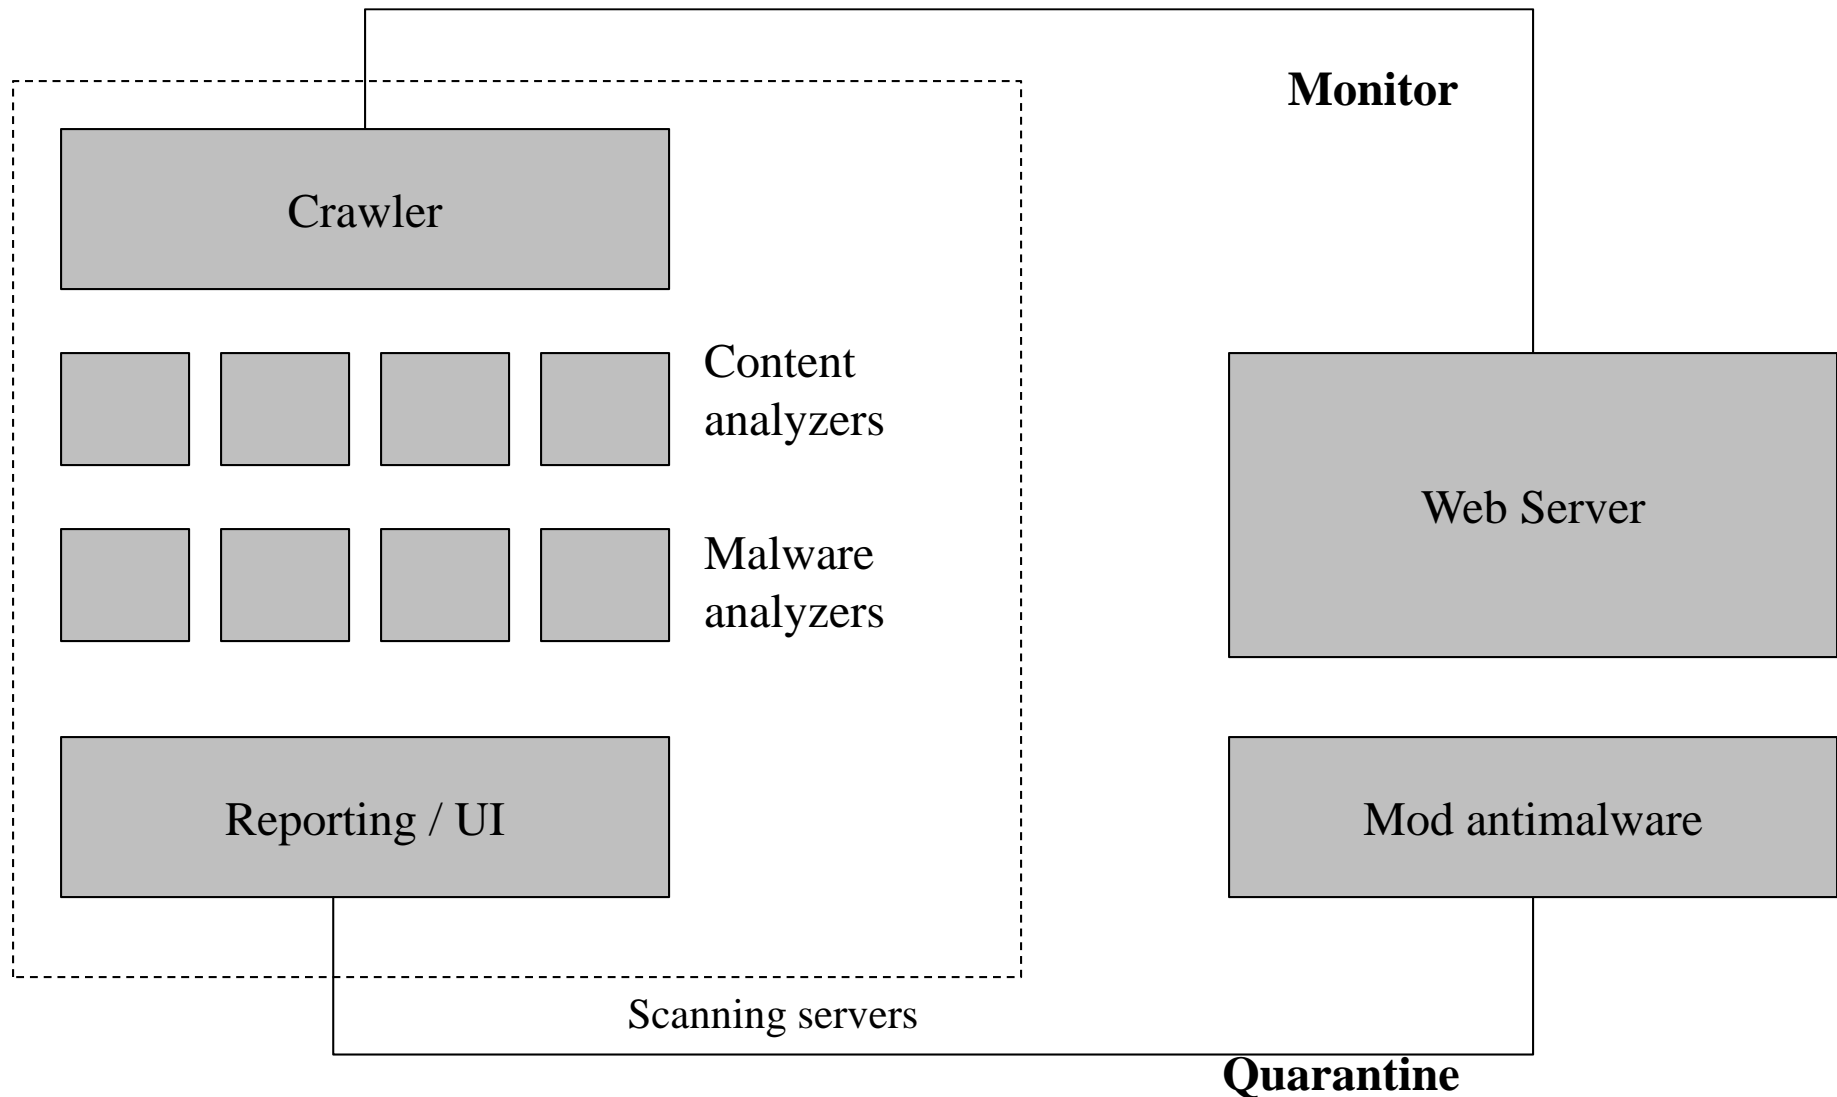 Monitor
Crawler
Content
analyzers
Web Server
Malware
analyzers
Reporting / UI
Mod antimalware
Scanning servers
Quarantine